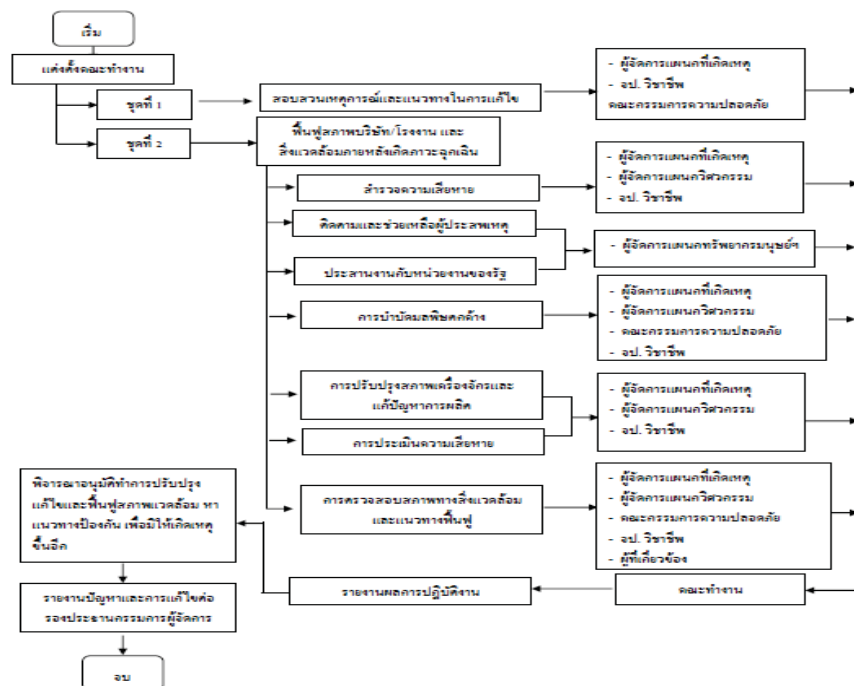 เริ่ม
แต่งตั้งคณะทำงาน
ชุดที่ 1
สอบสวนเหตุการณ์และแนวทางในการแก้ไข
- ผู้จัดการแผนกที่เกิดเหตุ
- จป. วิชาชีพ
คณะกรรมการความปลอดภัย
ชุดที่ 2
ฟื้นฟูสภาพบริษัท/โรงงาน และ
สิ่งแวดล้อมภายหลังเกิดภาวะฉุกเฉิน
สำรวจความเสียหาย
- ผู้จัดการแผนกที่เกิดเหตุ
- ผู้จัดการแผนกวิศวกรรม
- จป. วิชาชีพ
ติดตามและช่วยเหลือผู้ประสพเหตุ
ประสานงานกับหน่วยงานของรัฐ
- ผู้จัดการแผนกทรัพยากรมนุษย์ฯ
การบำบัดมลพิษตกค้าง
- ผู้จัดการแผนกที่เกิดเหตุ
- ผู้จัดการแผนกวิศวกรรม
- คณะกรรมการความปลอดภัย
- จป. วิชาชีพ
การปรับปรุงสภาพเครื่องจักรและ
แก้ปัญหาการผลิต
การประเมินความเสียหาย
- ผู้จัดการแผนกที่เกิดเหตุ
- ผู้จัดการแผนกวิศวกรรม
- จป. วิชาชีพ
การตรวจสอบสภาพทางสิ่งแวดล้อม
และแนวทางฟื้นฟู
- ผู้จัดการแผนกที่เกิดเหตุ
- ผู้จัดการแผนกวิศวกรรม
- คณะกรรมการความปลอดภัย
- จป. วิชาชีพ
- ผู้ที่เกี่ยวข้อง
คณะทำงาน
รายงานผลการปฏิบัติงาน
พิจารณาอนุมัติทำการปรับปรุง
แก้ไขและฟื้นฟูสภาพแวดล้อม หา
แนวทางป้องกัน เพื่อมิให้เกิดเหตุ
ขึ้นอีก
รายงานปัญหาและการแก้ไขต่อ
รองประธานกรรมการผู้จัดการ
จบ